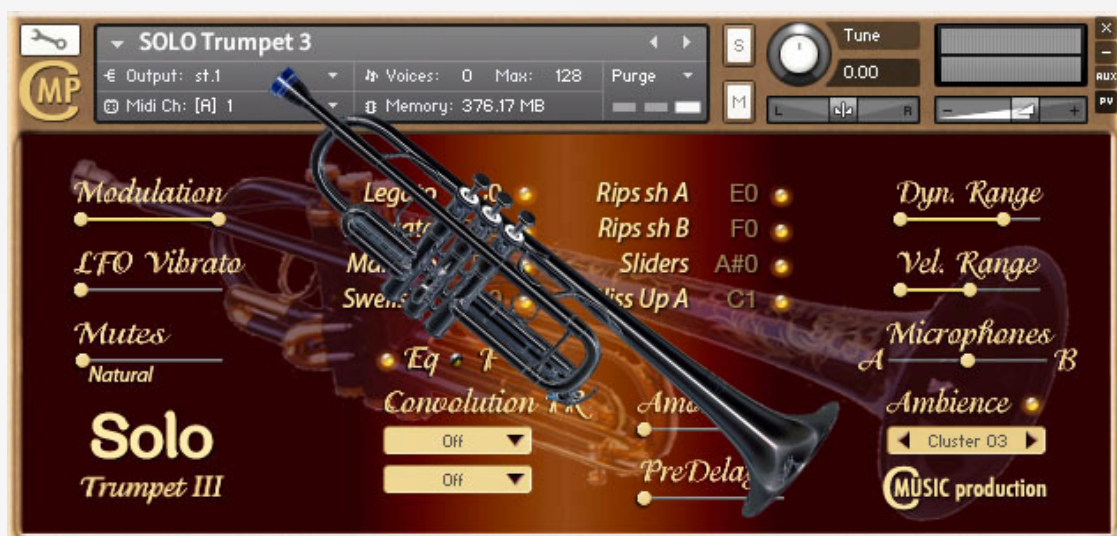 SOLO Trumpet 3
S
Tune
0.00
X
-
AUX
PV
Output: st.1
Voices: 0 Max: 128
Purge
Midi Ch: [A] 1
Memory: 376.17 MB
M
L
R
- +
CMP
Modulation
LFO Vibrato
Mutes
Natural
Rips sh A E0
Rips sh B F0
Sliders A#0
C1
Dyn. Range
Vel. Range
Microphones
A B
Eq
Convolution
Off
Off
Ambience
Cluster 03
Solo
Trumpet III
CMUSIC production